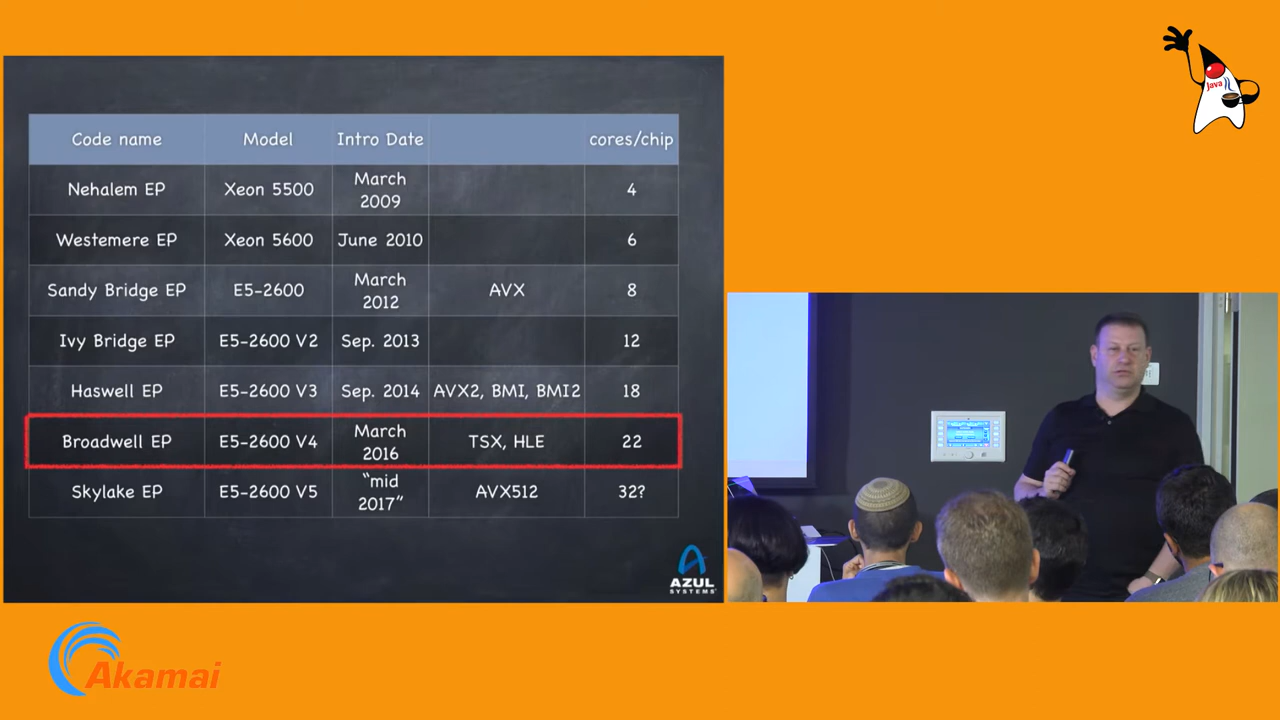 Java
Code name Model Intro Date cores/chip
Nehalem EP Xeon 5500 March 2009 4
Westemere EP Xeon 5600 June 2010 6
Sandy Bridge EP E5-2600 March 2012 AVX 8
Ivy Bridge EP E5-2600 V2 Sep. 2013 12
Haswell EP E5-2600 V3 Sep. 2014 AVX2, BMI, BMI2 18
Broadwell EP E5-2600 V4 March 2016 TSX, HLE 22
Skylake EP E5-2600 V5 “mid 2017” AVX512 32?
AZUL
SYSTEMS
Akamai